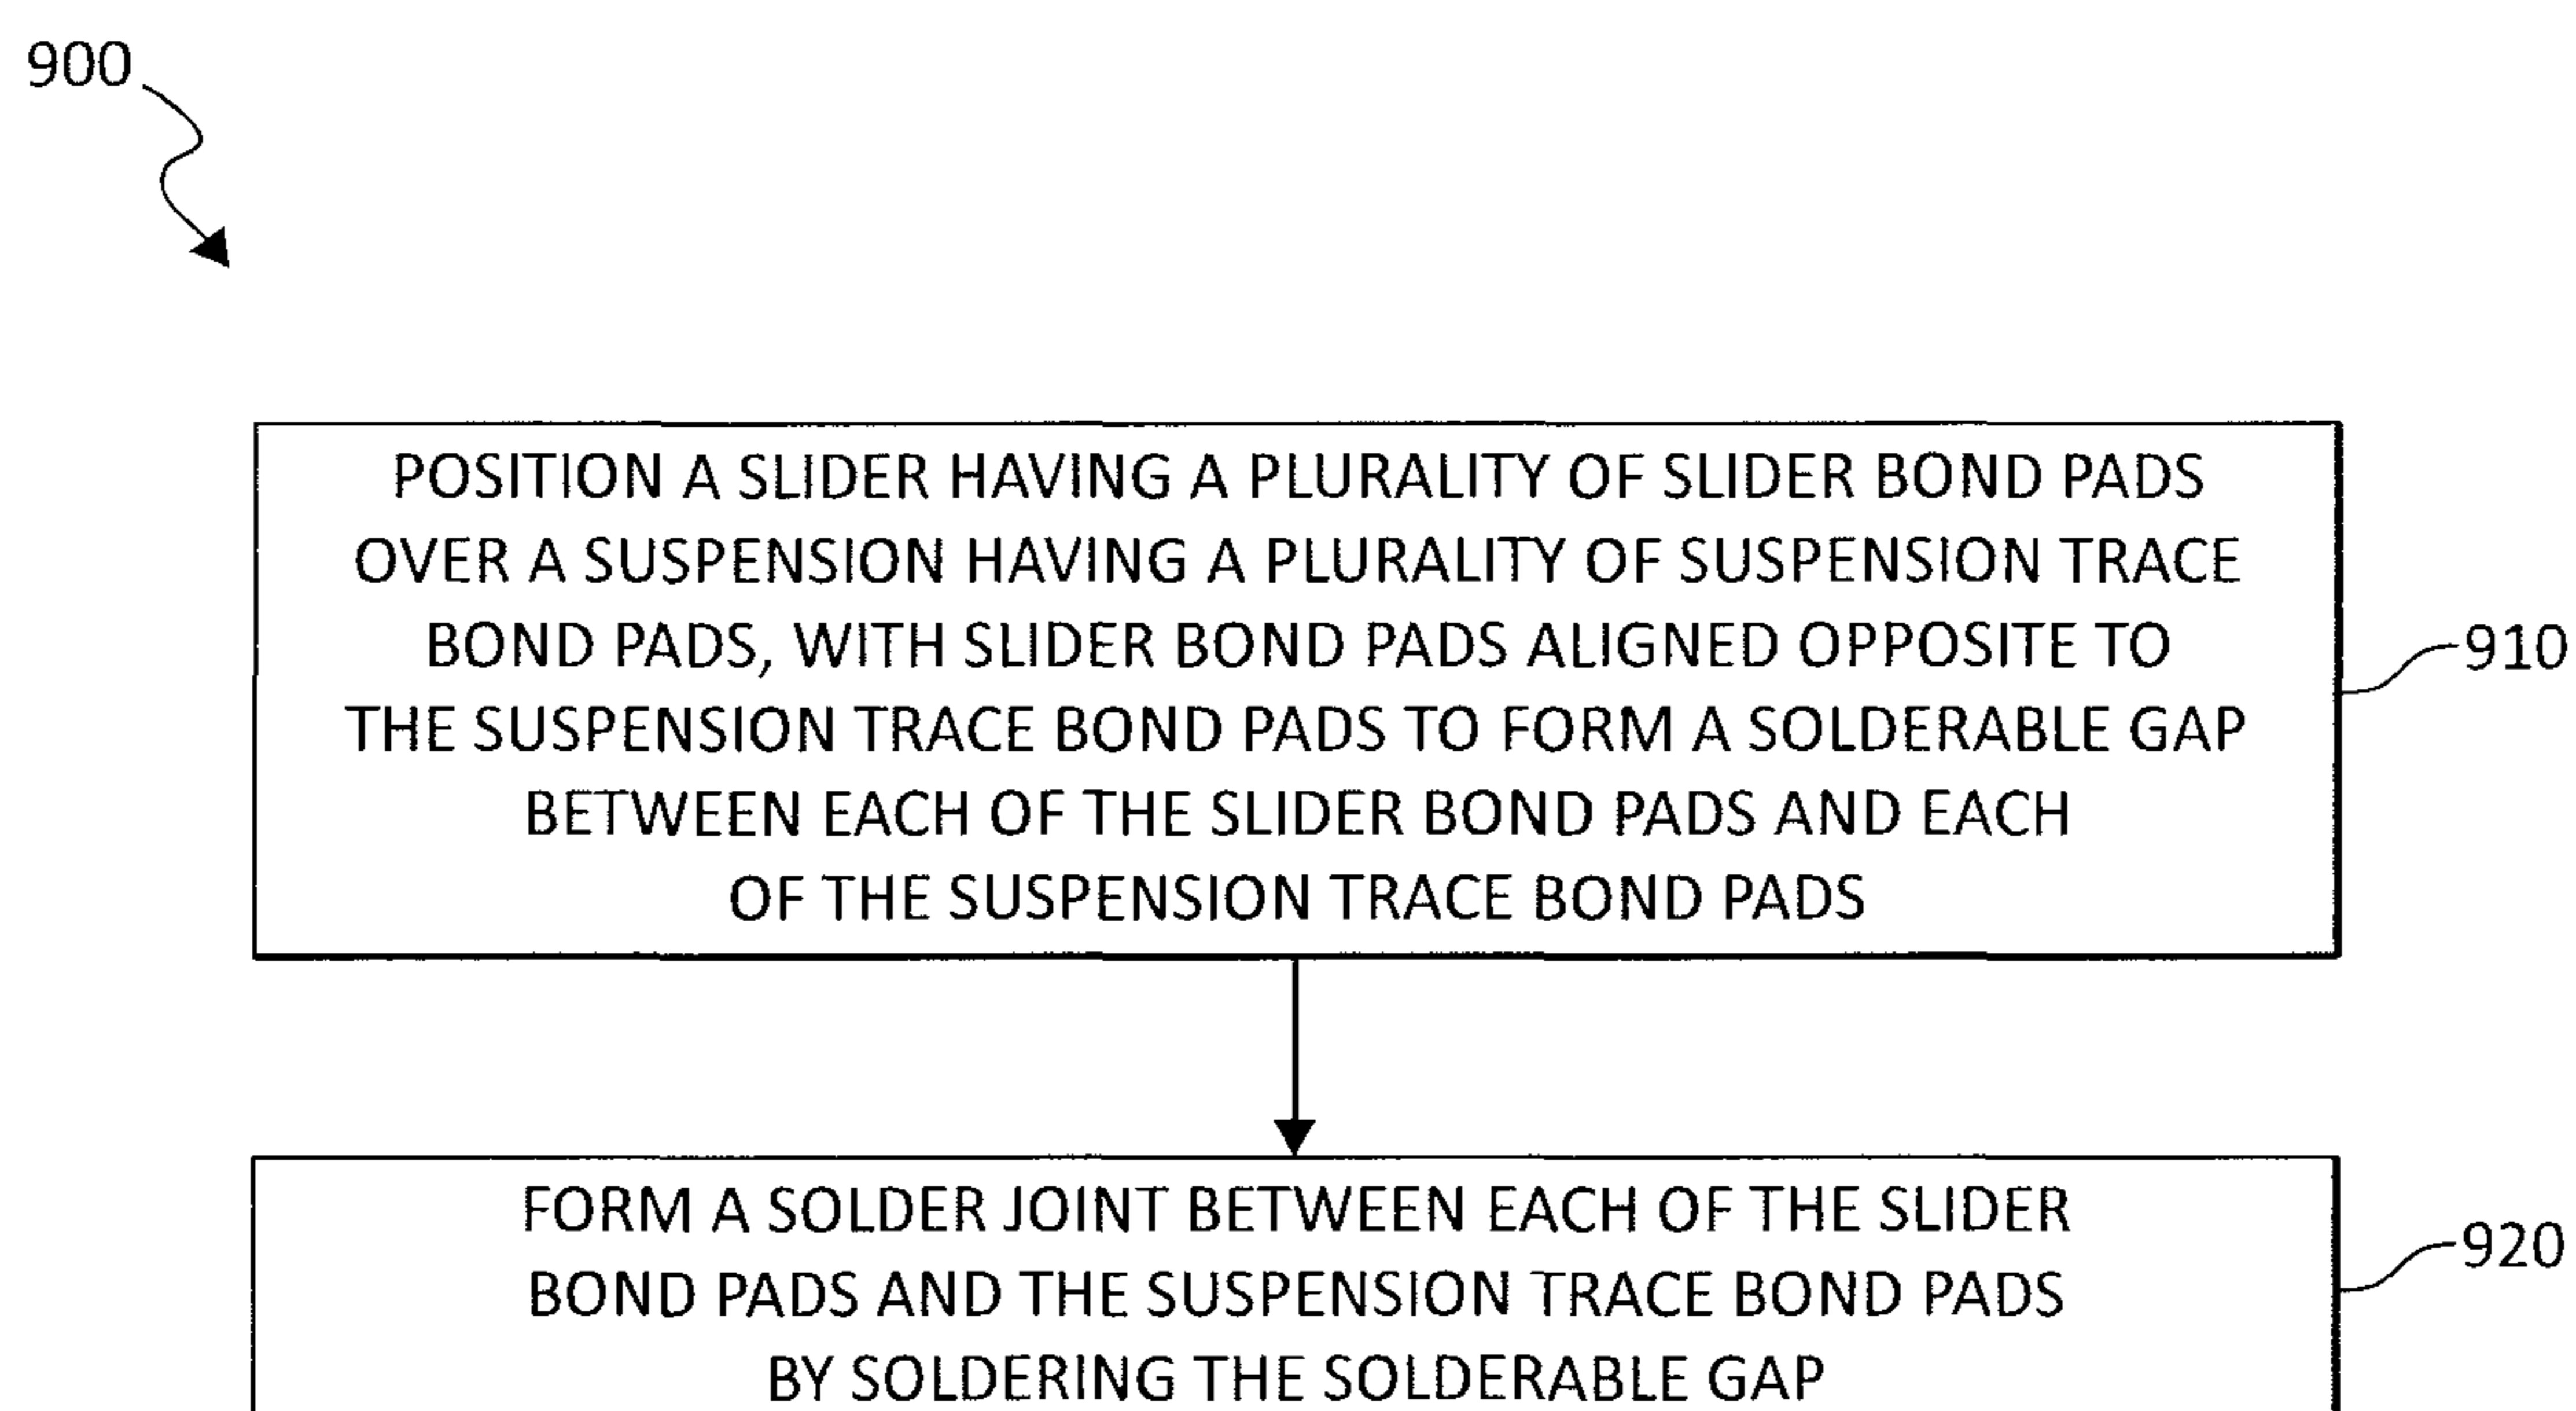 900
POSITION A SLIDER HAVING A PLURALITY OF SLIDER BOND PADS
OVER A SUSPENSION HAVING A PLURALITY OF SUSPENSION TRACE
BOND PADS, WITH SLIDER BOND PADS ALIGNED OPPOSITE TO
THE SUSPENSION TRACE BOND PADS TO FORM A SOLDERABLE GAP
BETWEEN EACH OF THE SLIDER BOND PADS AND EACH
OF THE SUSPENSION TRACE BOND PADS
910
FORM A SOLDER JOINT BETWEEN EACH OF THE SLIDER
BOND PADS AND THE SUSPENSION TRACE BOND PADS
BY SOLDERING THE SOLDERABLE GAP
920